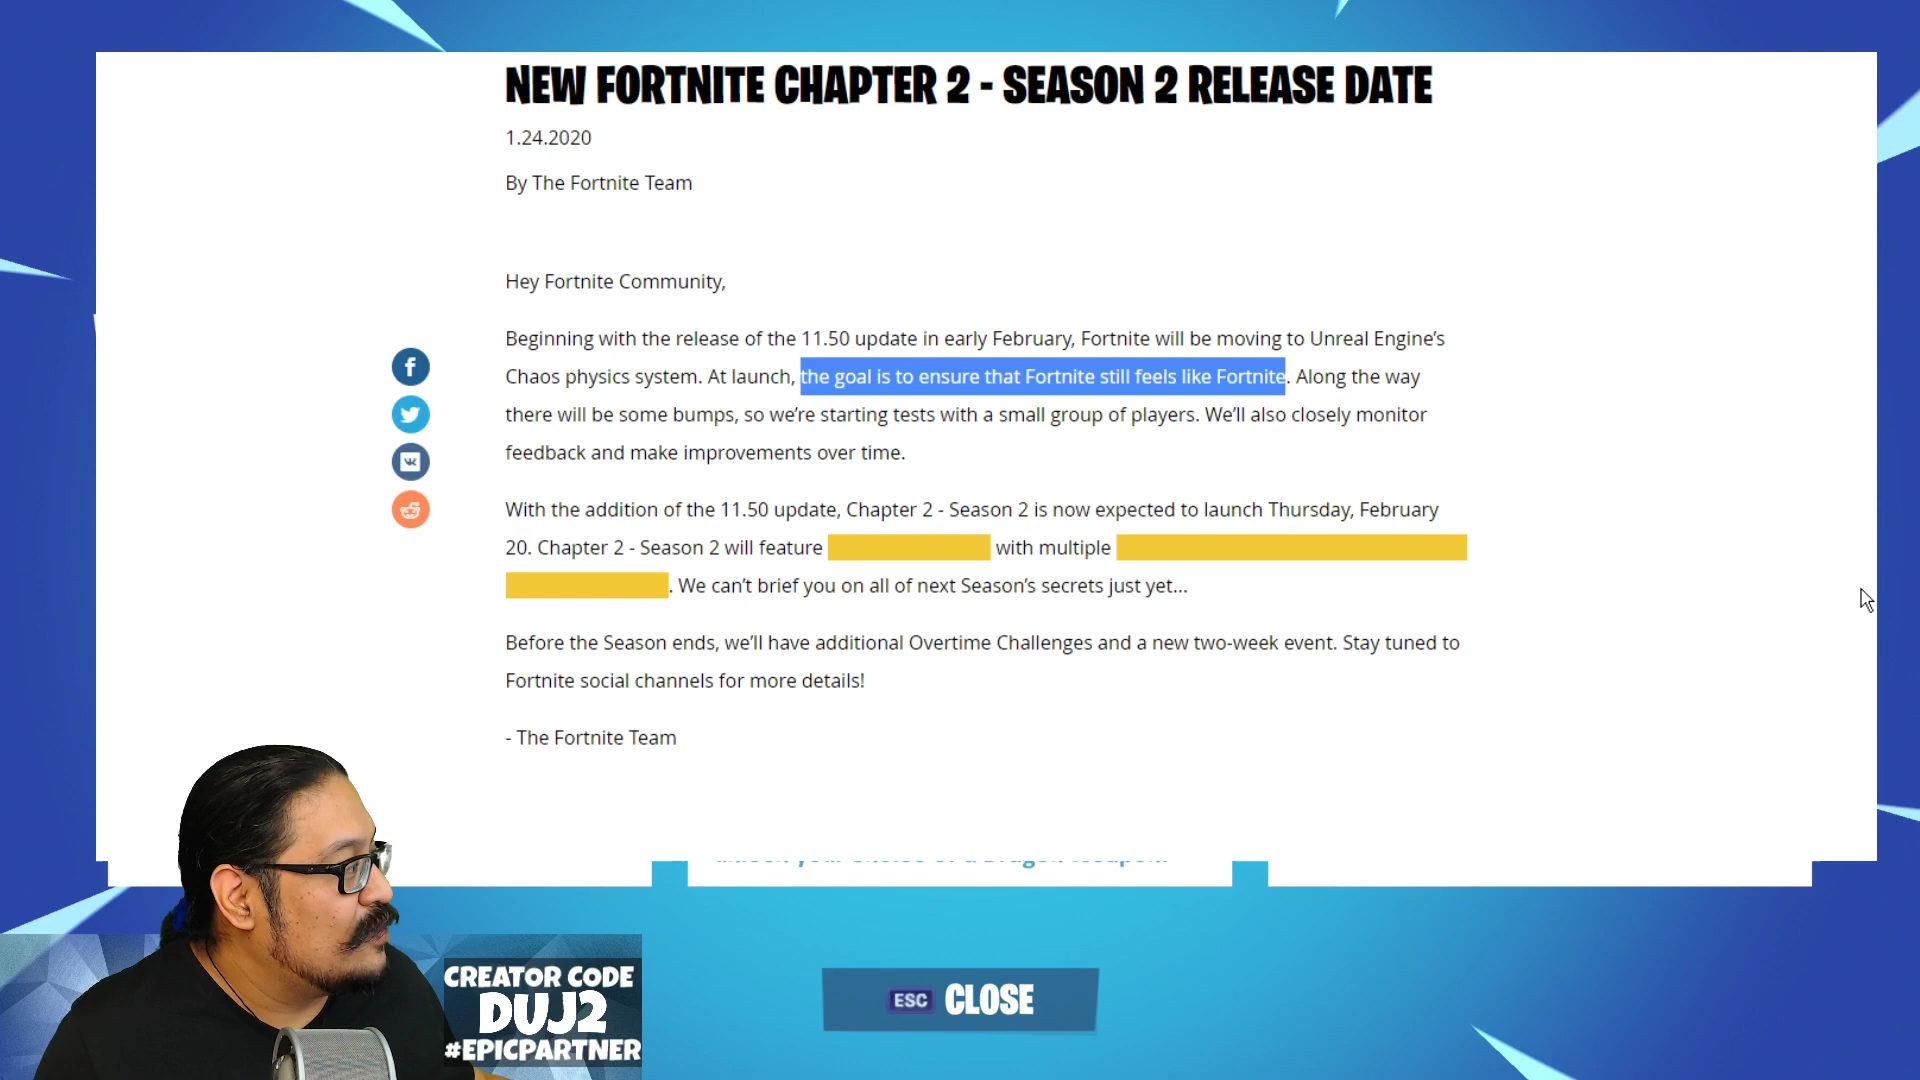 NEW FORTNITE CHAPTER 2 - SEASON 2 RELEASE DATE
1.24.2020
By The Fortnite Team
Hey Fortnite Community,
Beginning with the release of the 11.50 update in early February, Fortnite will be moving to Unreal Engine’s
Chaos physics system. At launch, the goal is to ensure that Fortnite still feels like Fortnite. Along the way
there will be some bumps, so we’re starting tests with a small group of players. We’ll also closely monitor
feedback and make improvements over time.
With the addition of the 11.50 update, Chapter 2 - Season 2 is now expected to launch Thursday, February
20. Chapter 2 - Season 2 will feature with multiple
. We can’t brief you on all of next Season’s secrets just yet...
Before the Season ends, we’ll have additional Overtime Challenges and a new two-week event. Stay tuned to
Fortnite social channels for more details!
- The Fortnite Team
CREATOR CODE
DUJ2
#EPICPARTNER
ESC CLOSE